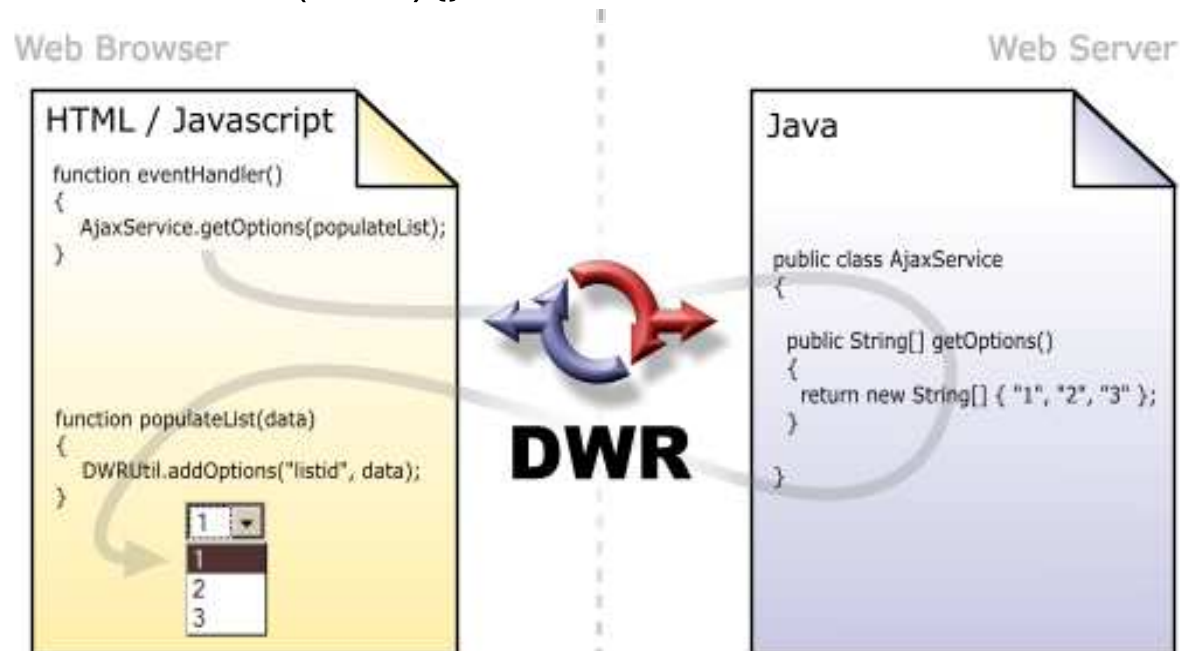 Web Browser
Web Server
HTML / Javascript
function eventHandler()
{
AjaxService.getOptions(populateList);
}
function populateList(data)
{
DWRUtil.addOptions("listid", data);
}
1
1
2
3
DWR
Java
public class AjaxService
{
public String[] getOptions()
{
return new String[] { "1", "2", "3" };
}
}